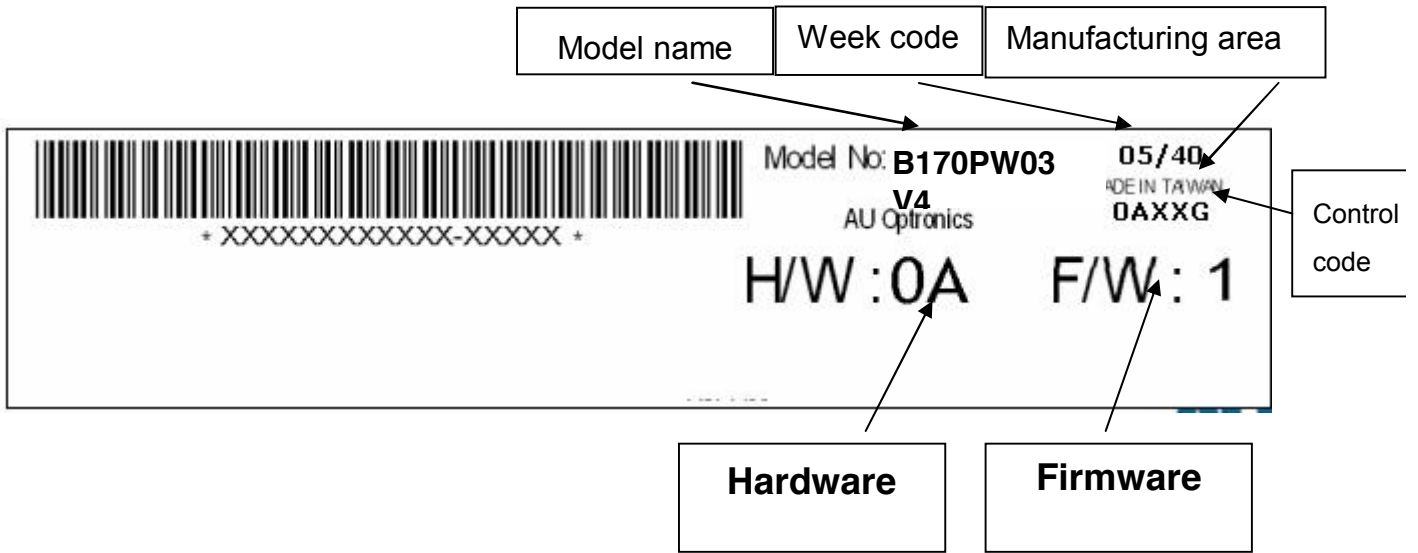 Model name
Week code
Manufacturing area
Model No: B170PW03
V4
05/40
ADE IN TAIWAN
AU Optronics
0AXXG
Control
code
* XXXXXXXXXXXXX-XXXXX *
H/W : 0A
F/W : 1
Hardware
Firmware